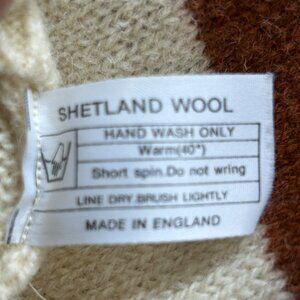 SHETLAND WOOL
HAND WASH ONLY
Warm(40°)
Short spin.Do not wring
LINE DRY.BRUSH LIGHTLY
MADE IN ENGLAND